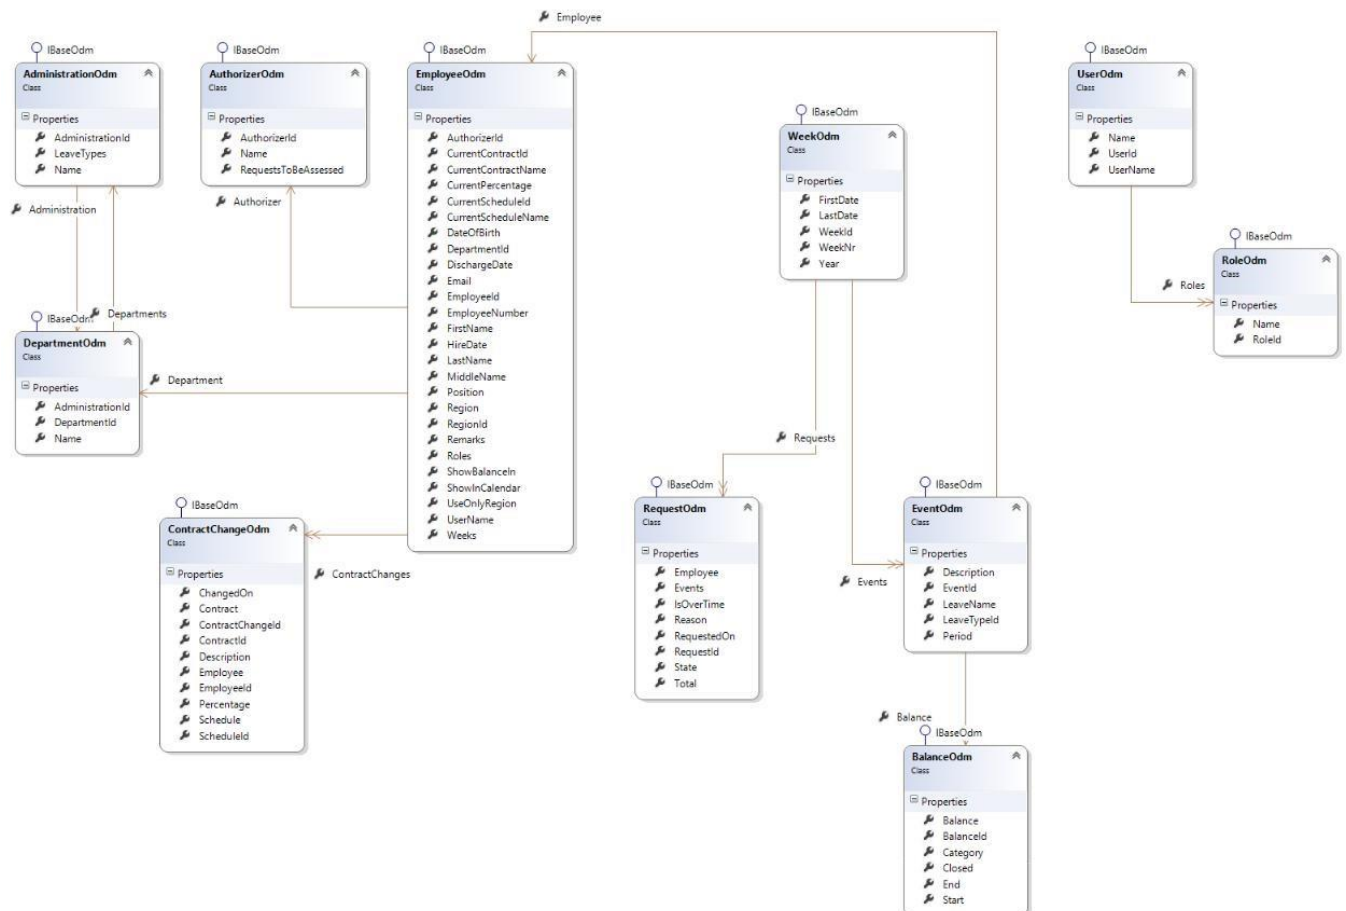 Employee
IBaseOdm
AdministrationOdm
Class
Properties
AdministrationId
LeaveTypes
Name
Administration
IBaseOdm
AuthorizerOdm
Class
Properties
AuthorizerId
Name
RequestsToBeAssessed
Authorizer
IBaseOdm
EmployeeOdm
Class
Properties
AuthorizerId
CurrentContractId
CurrentContractName
CurrentPercentage
CurrentScheduleId
CurrentScheduleName
DateOfBirth
DepartmentId
DischargeDate
Email
EmployeeId
EmployeeNumber
FirstName
HireDate
LastName
MiddleName
Position
Region
RegionId
Remarks
Roles
ShowBalanceIn
ShowInCalendar
UseOnlyRegion
UserName
Weeks
IBaseOdm
WeekOdm
Class
Properties
FirstDate
LastDate
WeekId
WeekNr
Year
IBaseOdm
UserOdm
Class
Properties
Name
UserId
UserName
Roles
IBaseOdm
RoleOdm
Class
Properties
Name
RoleId
Departments
IBaseOdm
DepartmentOdm
Class
Properties
AdministrationId
DepartmentId
Name
Department
IBaseOdm
ContractChangeOdm
Class
Properties
ChangedOn
Contract
ContractChangeId
ContractId
Description
Employee
EmployeeId
Percentage
Schedule
ScheduleId
ContractChanges
Requests
IBaseOdm
RequestOdm
Class
Properties
Employee
Events
IsOverTime
Reason
RequestedOn
RequestId
State
Total
Events
IBaseOdm
EventOdm
Class
Properties
Description
EventId
LeaveName
LeaveTypeId
Period
Balance
IBaseOdm
BalanceOdm
Class
Properties
Balance
BalanceId
Category
Closed
End
Start